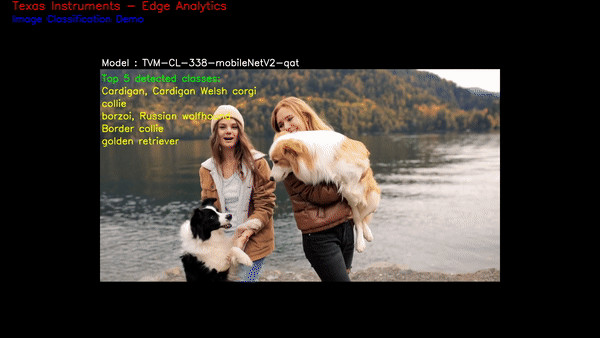 Texas Instruments - Edge Analytics
Image Classification Demo
Model : TVM-CL-338-mobileNetV2-qat
Top 5 detected classes:
Cardigan, Cardigan Welsh corgi
collie
borzoi, Russian wolfhound
Border collie
golden retriever